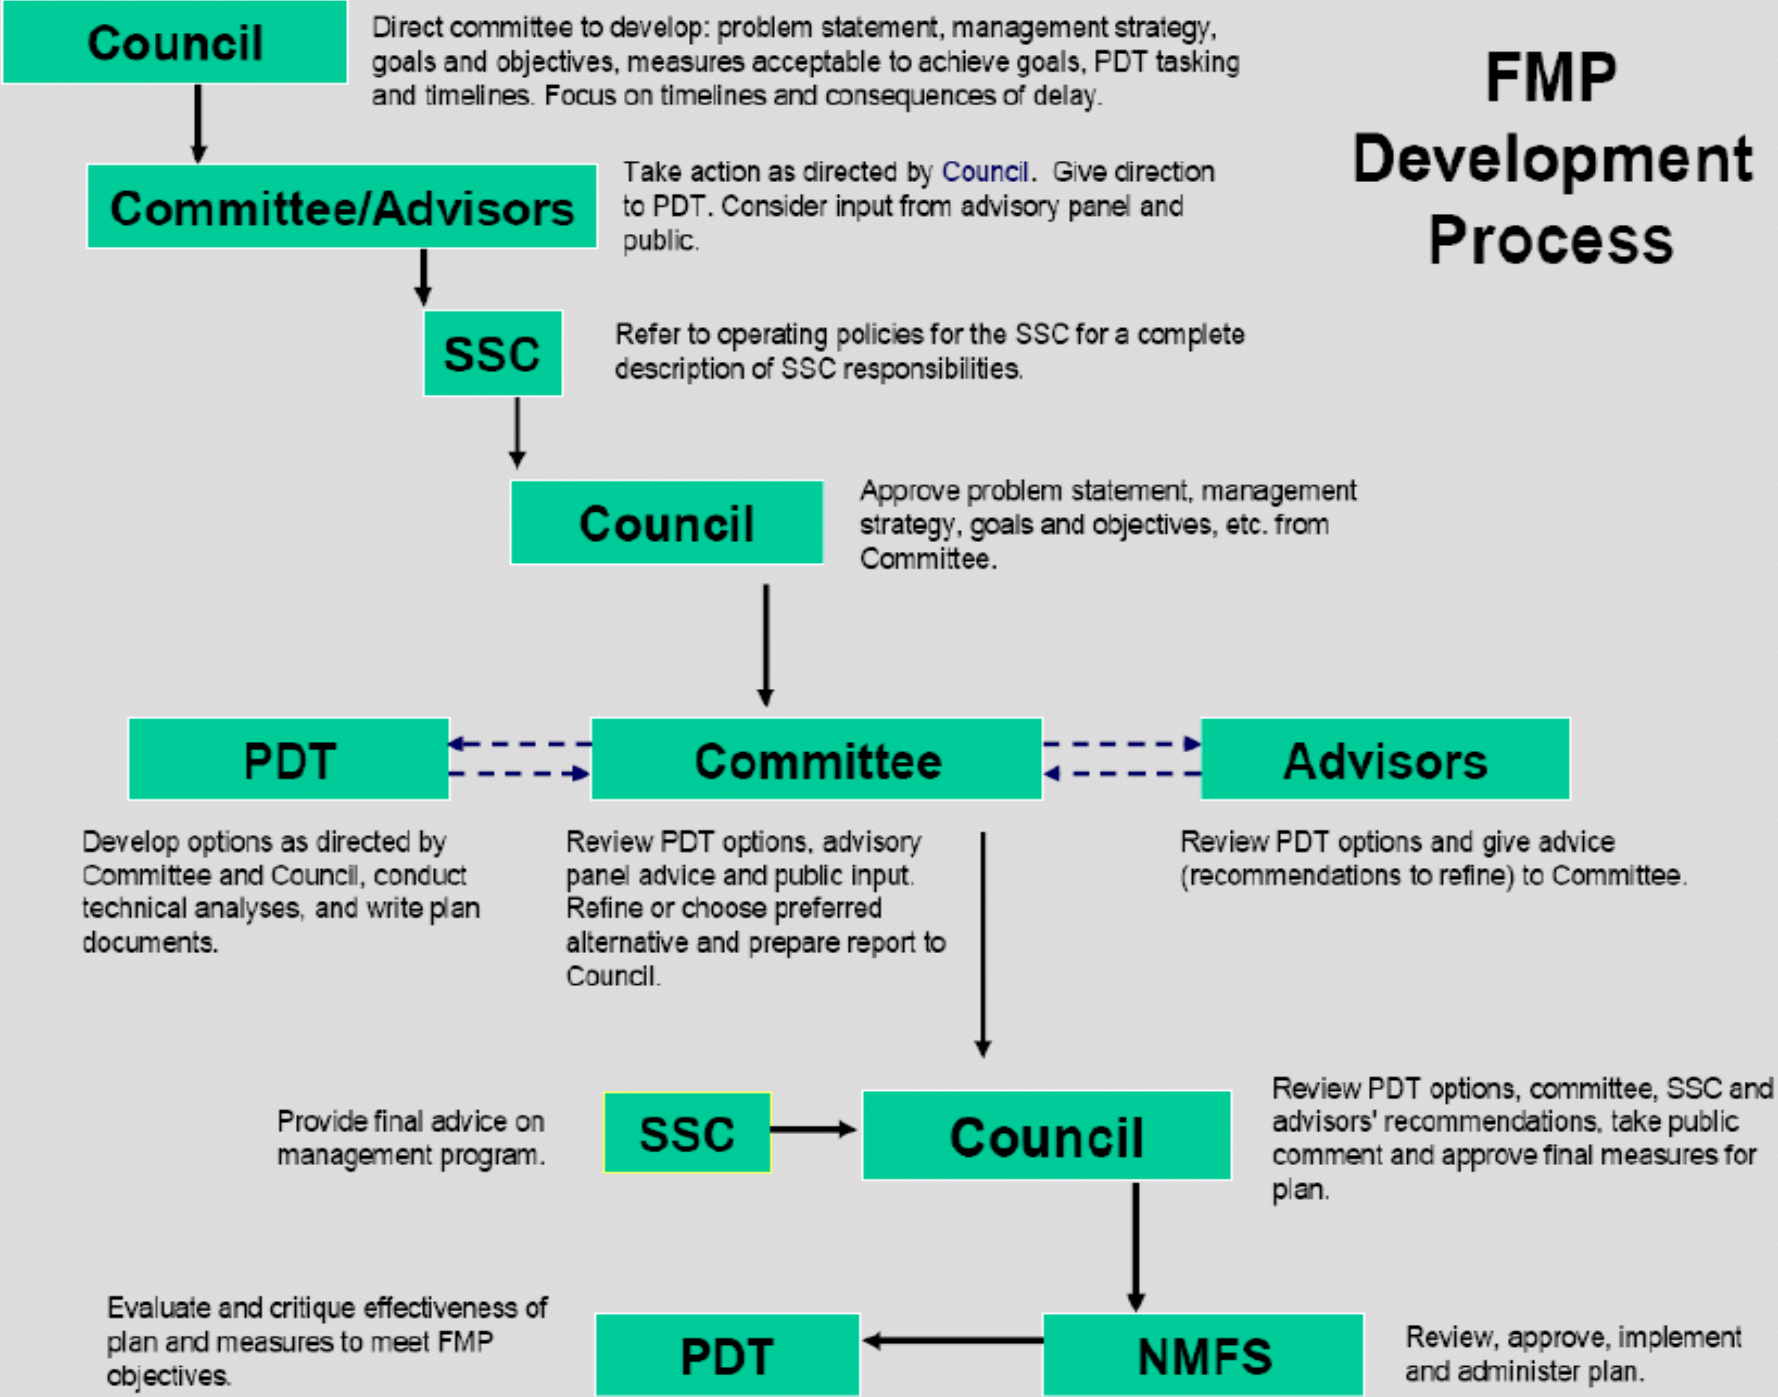 Council
Direct committee to develop: problem statement, management strategy,
goals and objectives, measures acceptable to achieve goals, PDT tasking
and timelines. Focus on timelines and consequences of delay.
FMP
Development
Process
Committee/Advisors
Take action as directed by Council. Give direction
to PDT. Consider input from advisory panel and
public.
SSC
Refer to operating policies for the SSC for a complete
description of SSC responsibilities.
Council
Approve problem statement, management
strategy, goals and objectives, etc. from
Committee.
PDT
Committee
Advisors
Develop options as directed by
Committee and Council, conduct
technical analyses, and write plan
documents.
Review PDT options, advisory
panel advice and public input.
Refine or choose preferred
alternative and prepare report to
Council.
Review PDT options and give advice
(recommendations to refine) to Committee.
Provide final advice on
management program.
SSC
Council
Review PDT options, committee, SSC and
advisors' recommendations, take public
comment and approve final measures for
plan.
Evaluate and critique effectiveness of
plan and measures to meet FMP
objectives.
PDT
NMFS
Review, approve, implement
and administer plan.